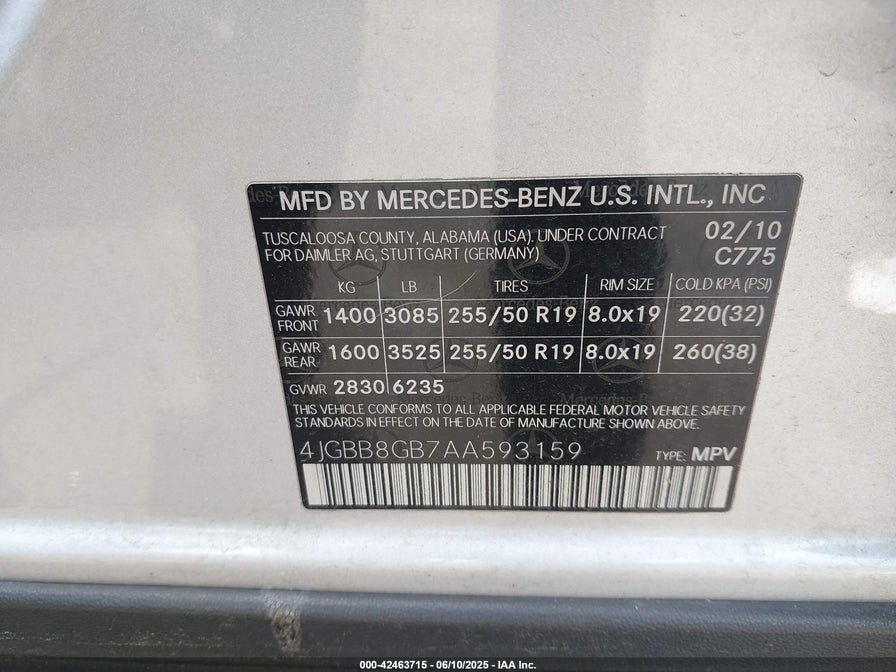 MFD BY MERCEDES-BENZ U.S. INTL., INC
TUSCALOOSA COUNTY, ALABAMA (USA), UNDER CONTRACT 02/10
FOR DAIMLER AG, STUTTGART (GERMANY) C775
KG LB TIRES RIM SIZE COLD KPA (PSI)
GAWR FRONT 1400 3085 255/50 R19 8.0x19 220(32)
GAWR REAR 1600 3525 255/50 R19 8.0x19 260(38)
GVWR 2830 6235
THIS VEHICLE CONFORMS TO ALL APPLICABLE FEDERAL MOTOR VEHICLE SAFETY
STANDARDS IN EFFECT ON THE DATE OF MANUFACTURE SHOWN ABOVE.
4JGBB8GB7AA593159 TYPE: MPV
000-42463715 - 06/10/2025 - IAA Inc.